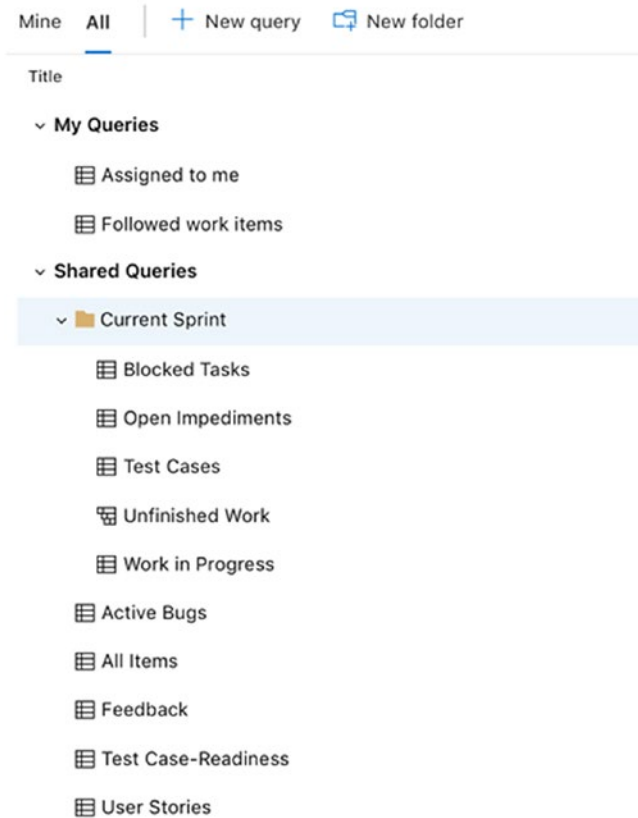 Mine All New query New folder
Title
My Queries
Assigned to me
Followed work items
Shared Queries
Current Sprint
Blocked Tasks
Open Impediments
Test Cases
Unfinished Work
Work in Progress
Active Bugs
All Items
Feedback
Test Case-Readiness
User Stories